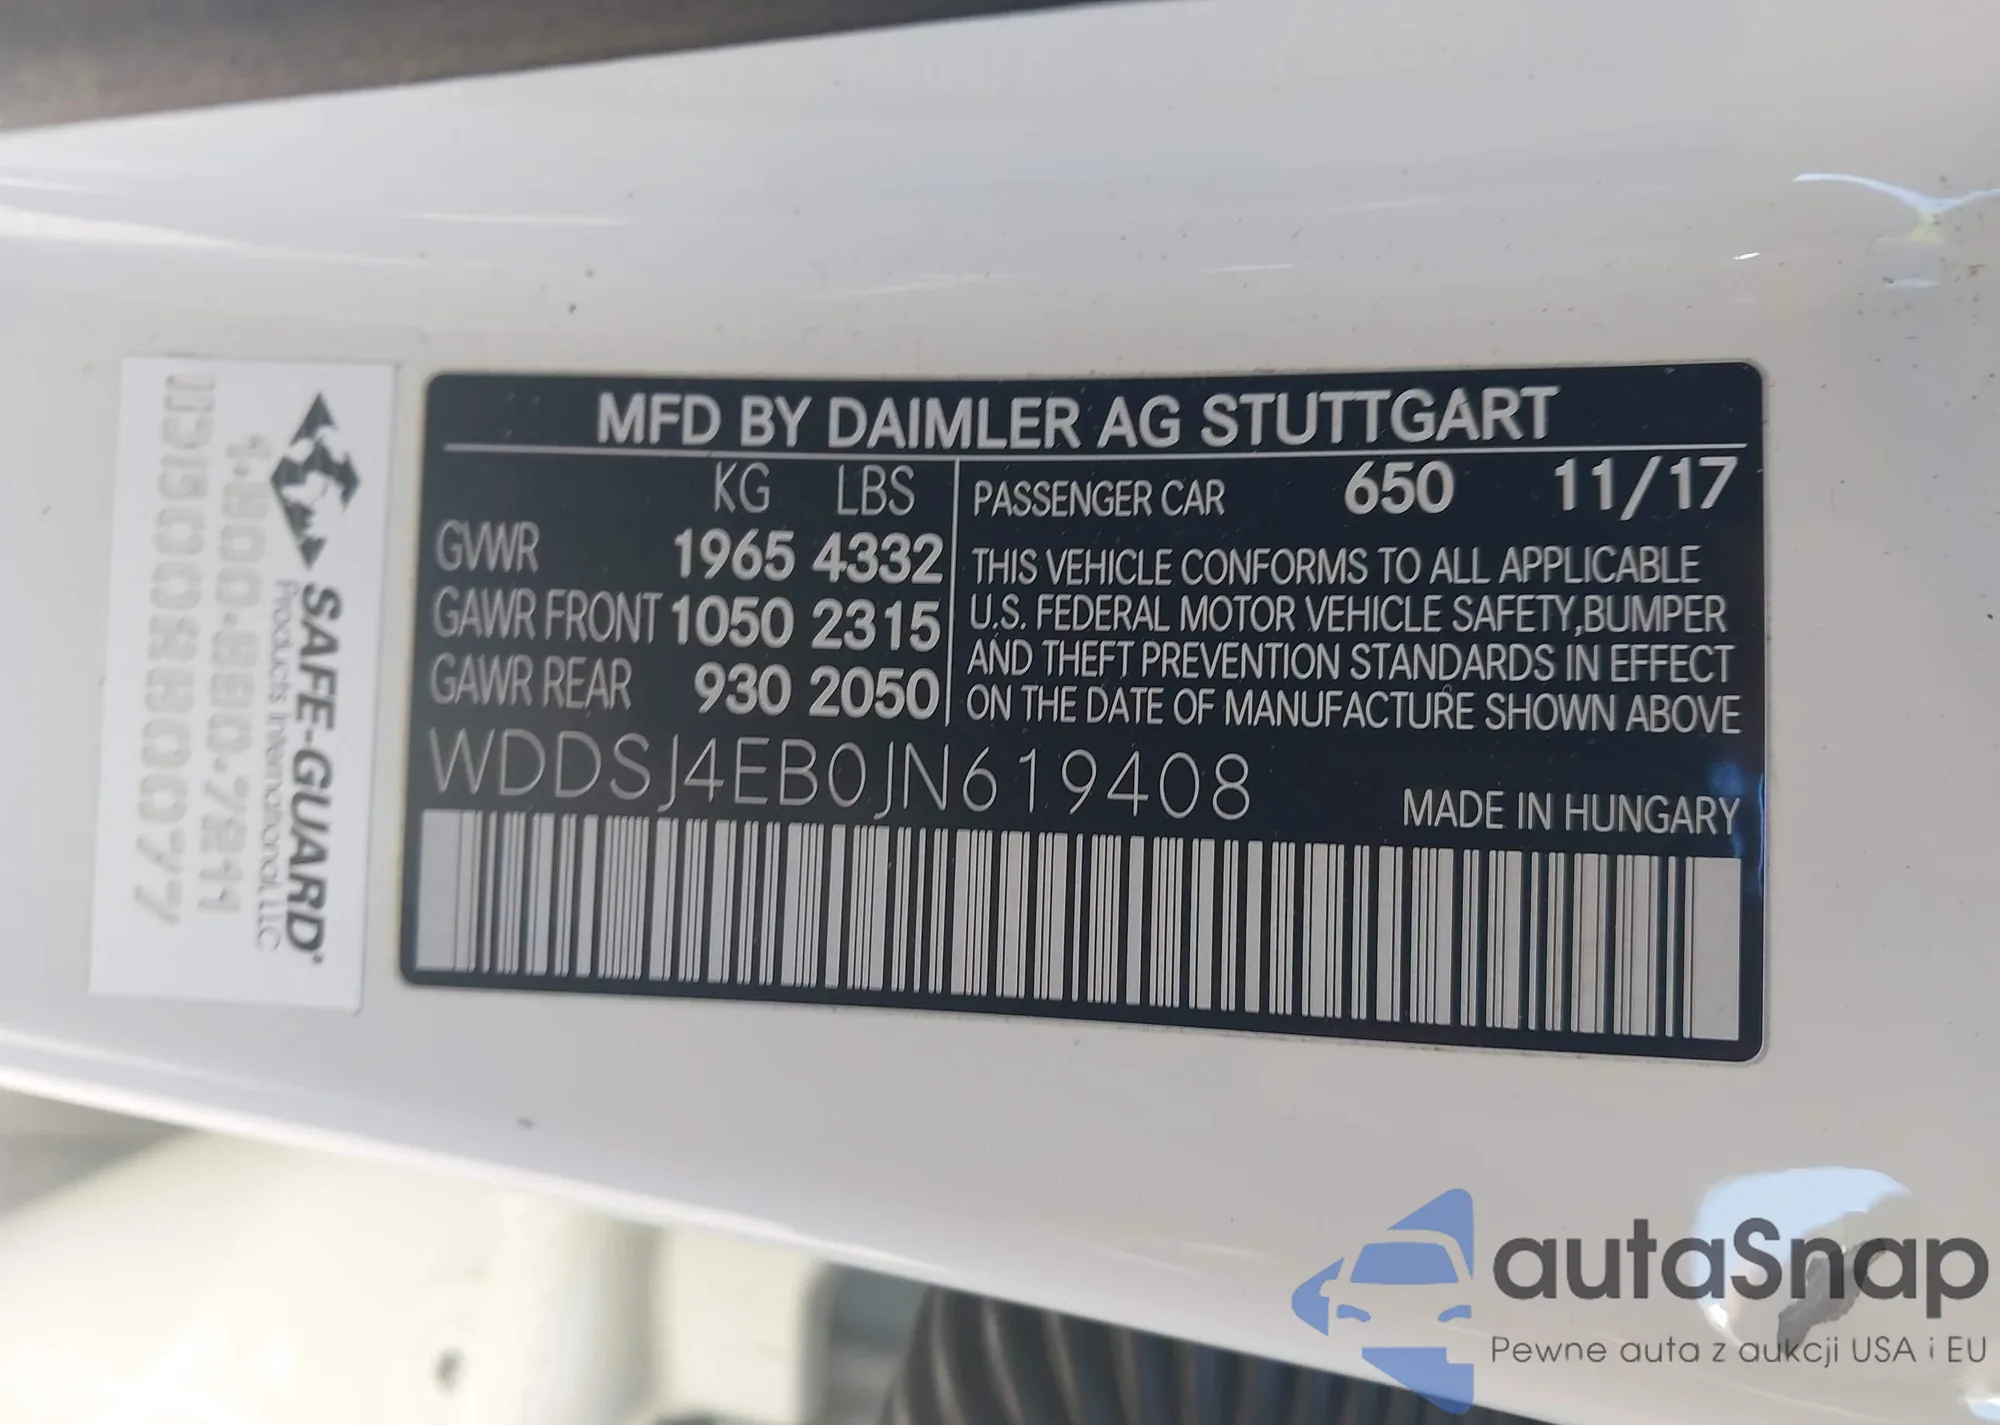 MFD BY DAIMLER AG STUTTGART
KG LBS
GVWR 1965 4332
GAWR FRONT 1050 2315
GAWR REAR 930 2050
PASSENGER CAR 650 11/17
THIS VEHICLE CONFORMS TO ALL APPLICABLE
U.S. FEDERAL MOTOR VEHICLE SAFETY,BUMPER
AND THEFT PREVENTION STANDARDS IN EFFECT
ON THE DATE OF MANUFACTURE SHOWN ABOVE
WDDSJ4EB0JN619408
MADE IN HUNGARY
SAFE-GUARD®
Products International, LLC
1-800-880-7211
autaSnap
Pewne auta z aukcji USA i EU